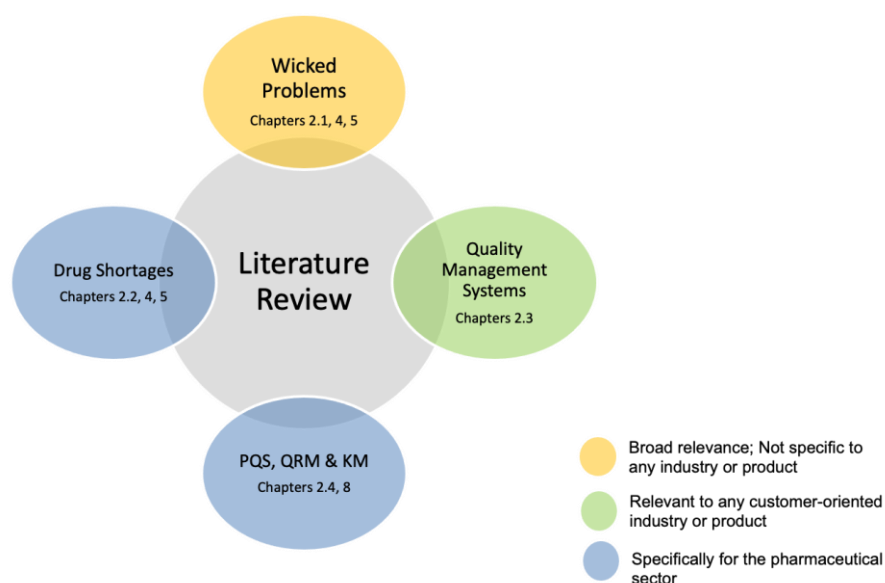 Wicked
Problems
Chapters 2.1, 4, 5
Literature
Review
Drug Shortages
Chapters 2.2, 4, 5
Quality
Management
Systems
Chapters 2.3
PQS, QRM & KM
Chapters 2.4, 8
Broad relevance; Not specific to
any industry or product
Relevant to any customer-oriented
industry or product
Specifically for the pharmaceutical
sector